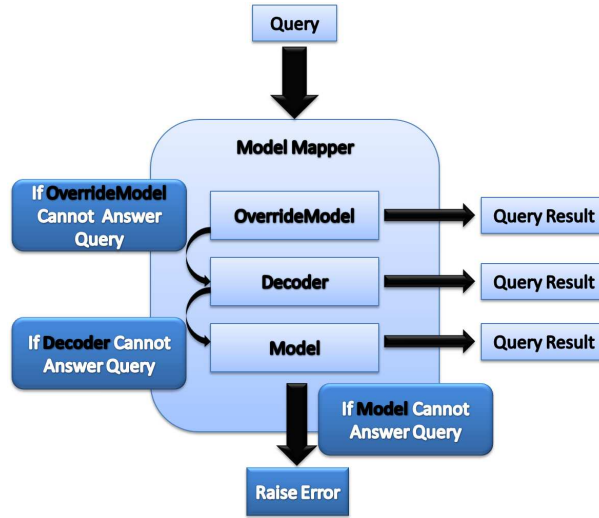 Query
Model Mapper
If OverrideModel
Cannot Answer
Query
OverrideModel
Query Result
Decoder
Query Result
If Decoder Cannot
Answer Query
Model
Query Result
If Model Cannot
Answer Query
Raise Error